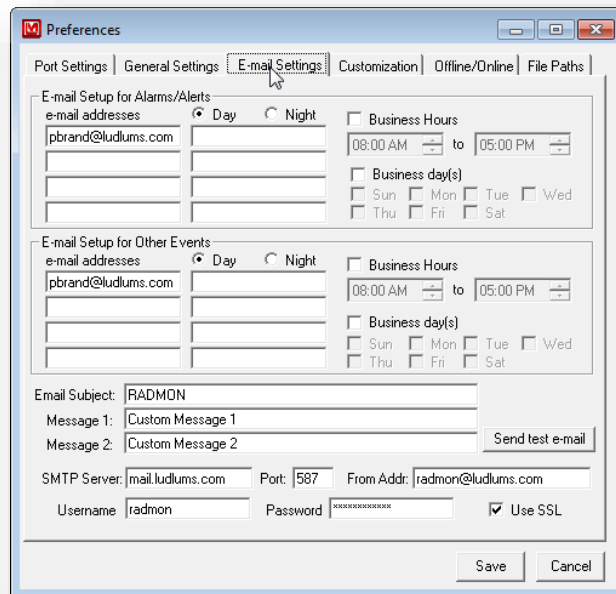 M Preferences
Port Settings General Settings E-mail Settings Customization Offline/Online File Paths
E-mail Setup for Alarms/Alerts
e-mail addresses Day Night Business Hours
pbrand@ludlums.com 08:00 AM to 05:00 PM
Business day(s)
Sun Mon Tue Wed
Thu Fri Sat
E-mail Setup for Other Events
e-mail addresses Day Night Business Hours
pbrand@ludlums.com 08:00 AM to 05:00 PM
Business day(s)
Sun Mon Tue Wed
Thu Fri Sat
Email Subject: RADMON
Message 1: Custom Message 1
Message 2: Custom Message 2 Send test e-mail
SMTP Server: mail.ludlums.com Port: 587 From Addr: radmon@ludlums.com
Username radmon Password ************ Use SSL
Save Cancel